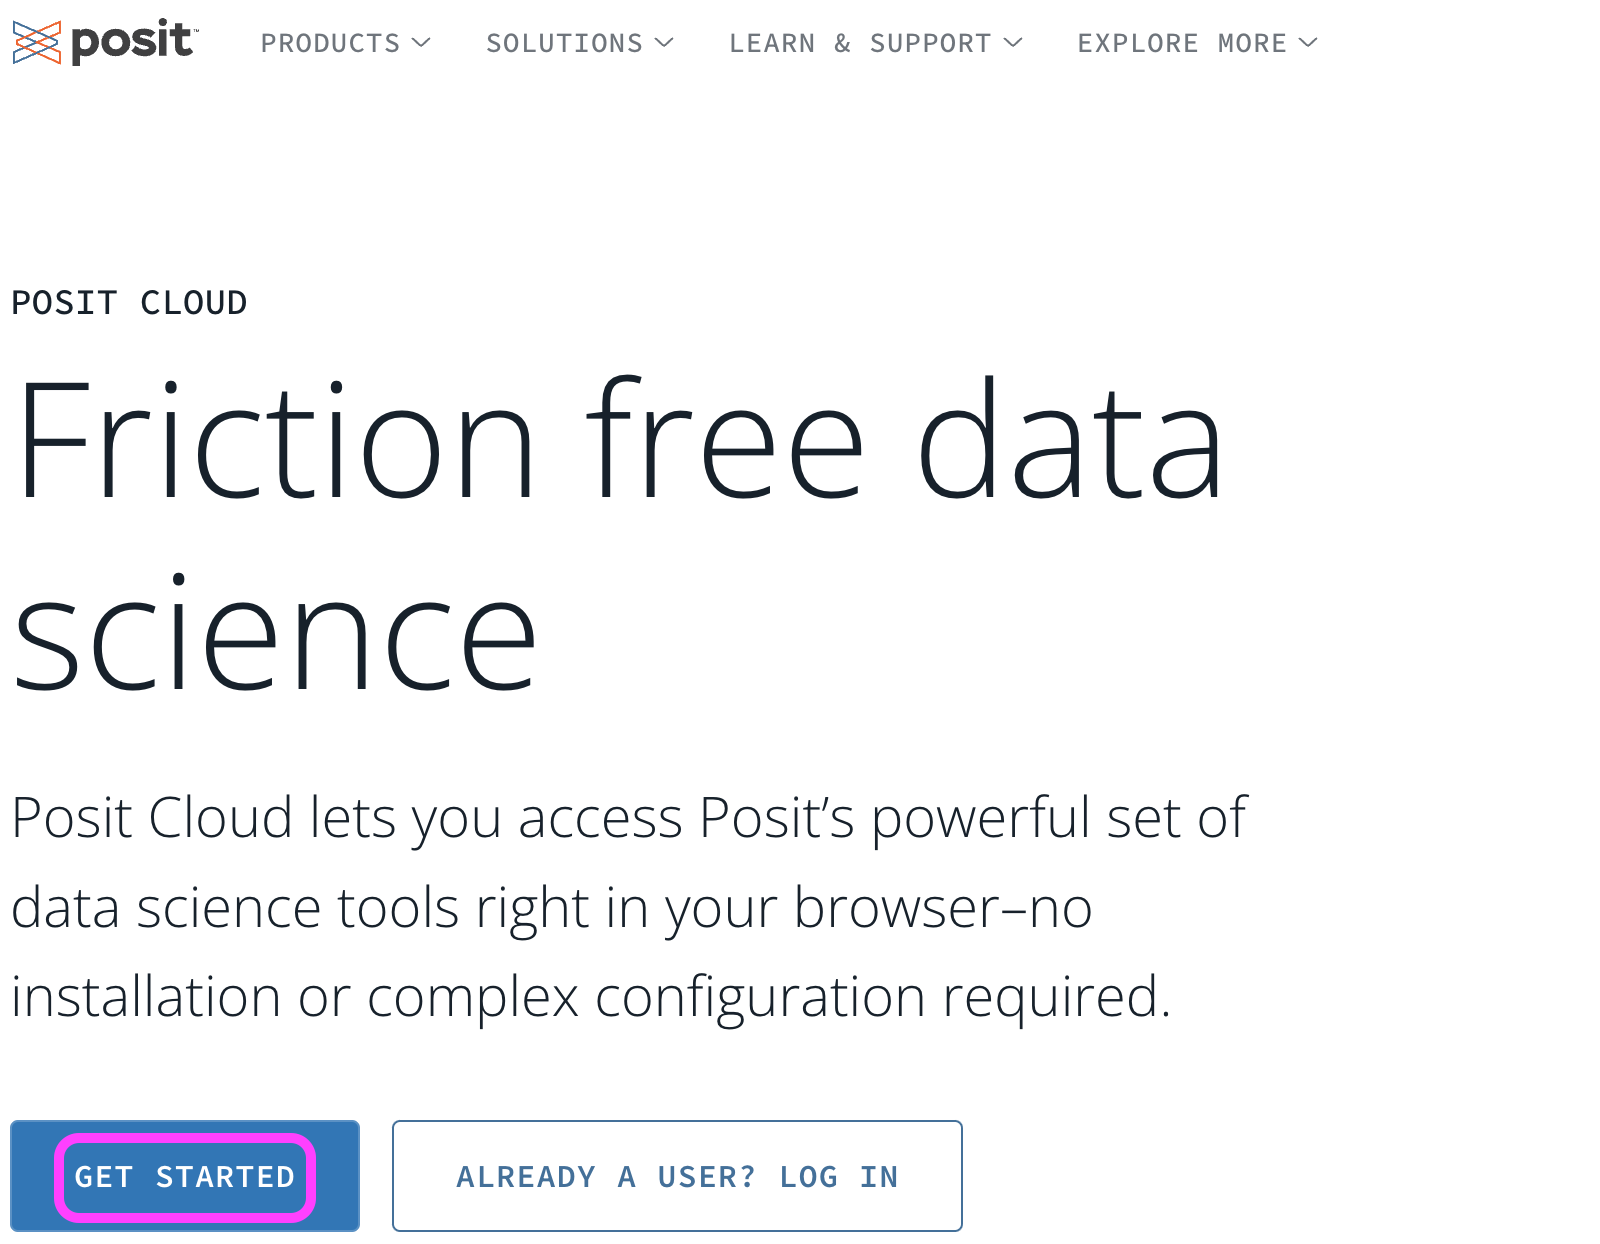 posit™
PRODUCTS
SOLUTIONS
LEARN & SUPPORT
EXPLORE MORE
POSIT CLOUD
Friction free data
science
Posit Cloud lets you access Posit’s powerful set of
data science tools right in your browser–no
installation or complex configuration required.
GET STARTED
ALREADY A USER? LOG IN